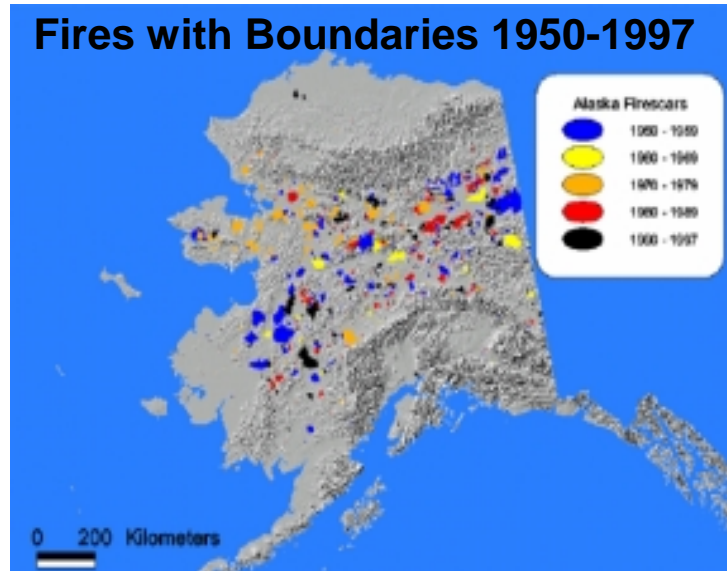 Fires with Boundaries 1950-1997
Alaska Firescars
1950 - 1959
1960 - 1969
1970 - 1979
1980 - 1989
1990 - 1997
0 200 Kilometers